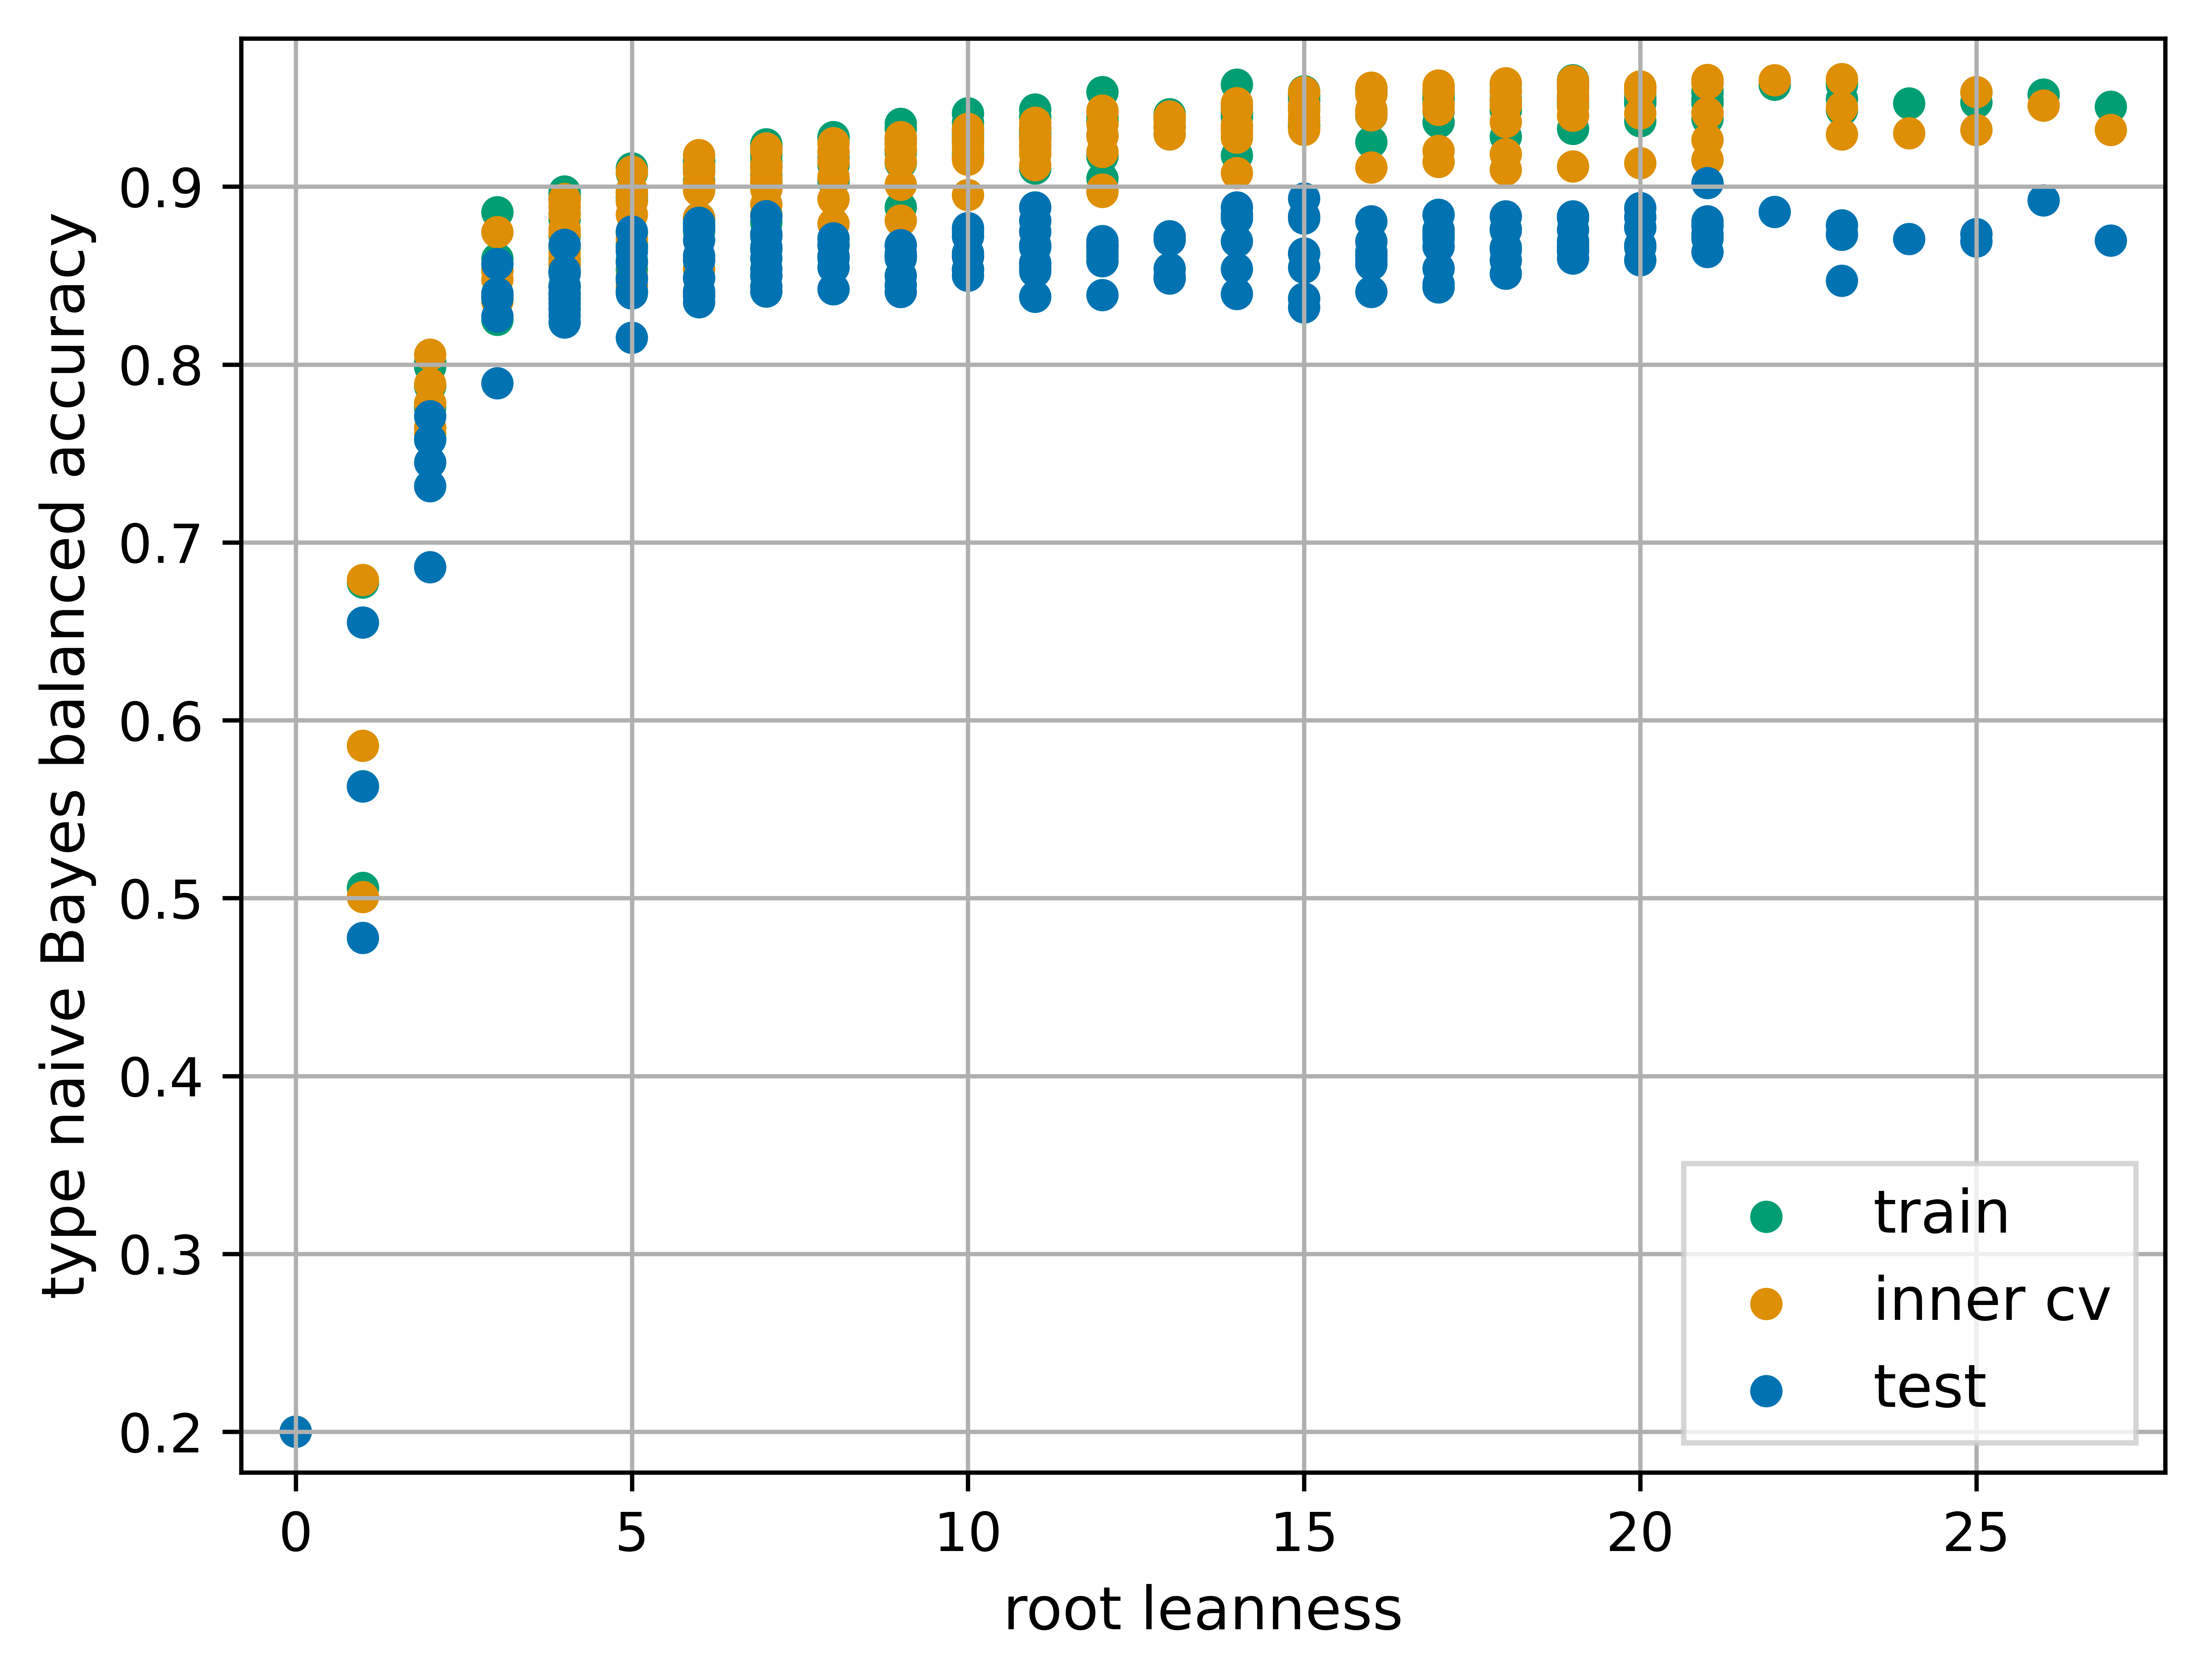 type naive Bayes balanced accuracy
0.9
0.8
0.7
0.6
0.5
0.4
0.3
0.2
0 5 10 15 20 25
root leanness
train
inner cv
test